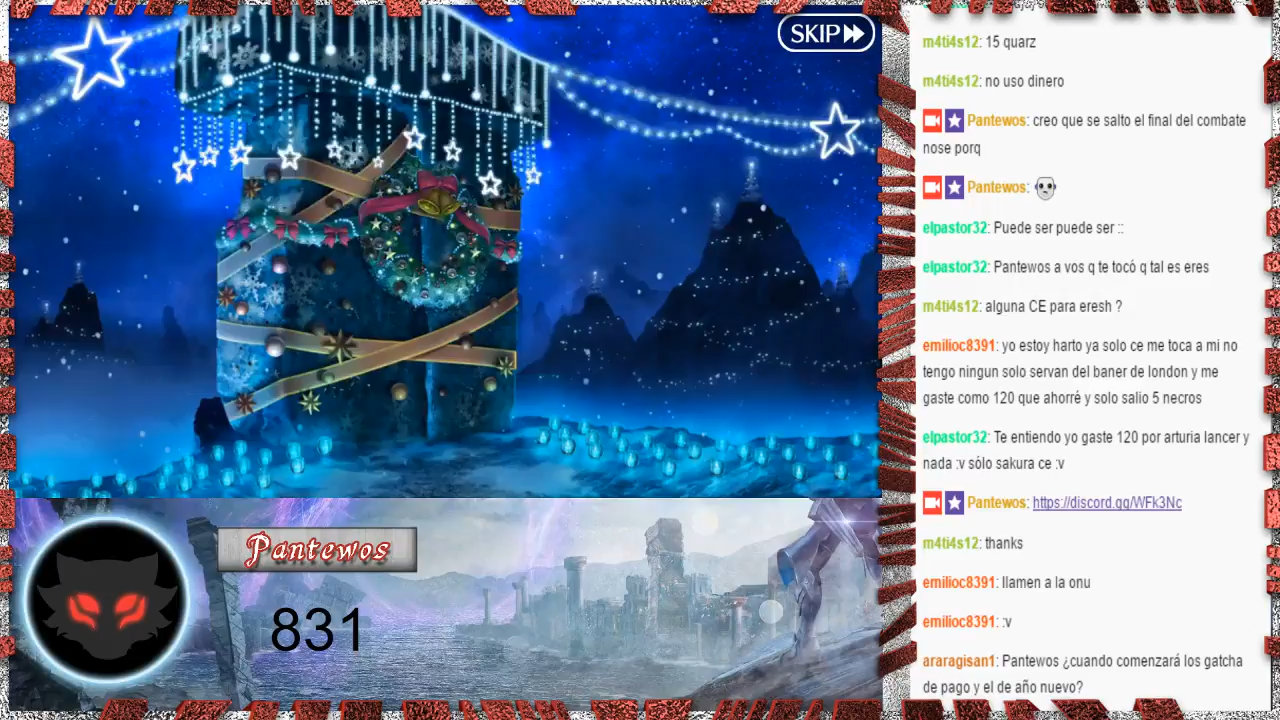 SKIP
Pantewos
831
m4ti4s12: 15 quarz
m4ti4s12: no uso dinero
Pantewos: creo que se salto el final del combate
nose porq
Pantewos:
elpastor32: Puede ser puede ser ::
elpastor32: Pantewos a vos q te tocó q tal es eres
m4ti4s12: alguna CE para eresh ?
emilioc8391: yo estoy harto ya solo ce me toca a mi no
tengo ningun solo servan del baner de london y me
gaste como 120 que ahorré y solo salio 5 necros
elpastor32: Te entiendo yo gaste 120 por arturia lancer y
nada :v sólo sakura ce :v
Pantewos: https://discord.gg/WFk3Nc
m4ti4s12: thanks
emilioc8391: llamen a la onu
emilioc8391: :v
araragisan1: Pantewos ¿cuando comenzará los gatcha
de pago y el de año nuevo?